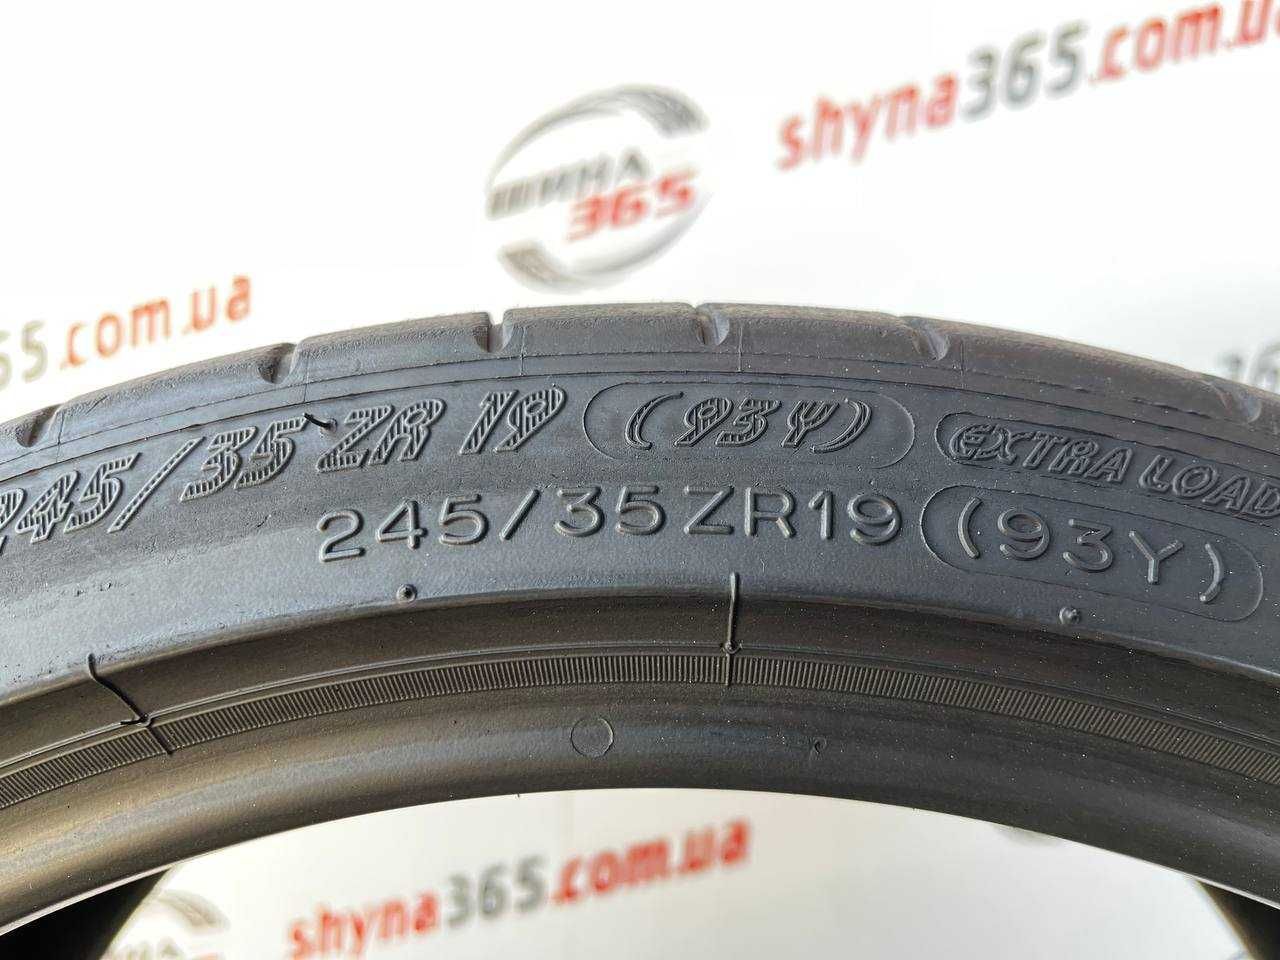 shyna365.com.ua
ШИНА
365
65.com.ua
245/35 ZR 19 (93Y) EXTRA LOAD
245/35ZR19 (93Y)
shyna365.com.ua